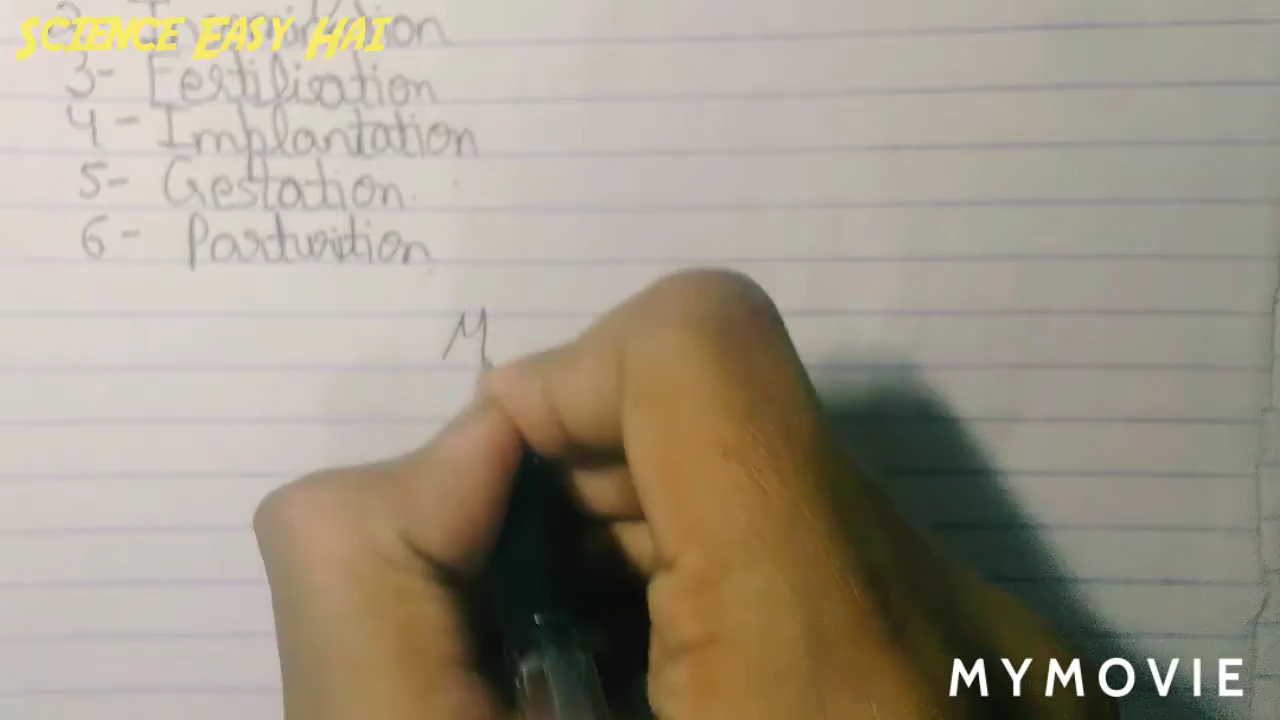 SCIENCE EASY HAI
3- Fertilisation
4 - Implantation
5- Gestation
6 - Parturition
M
MYMOVIE